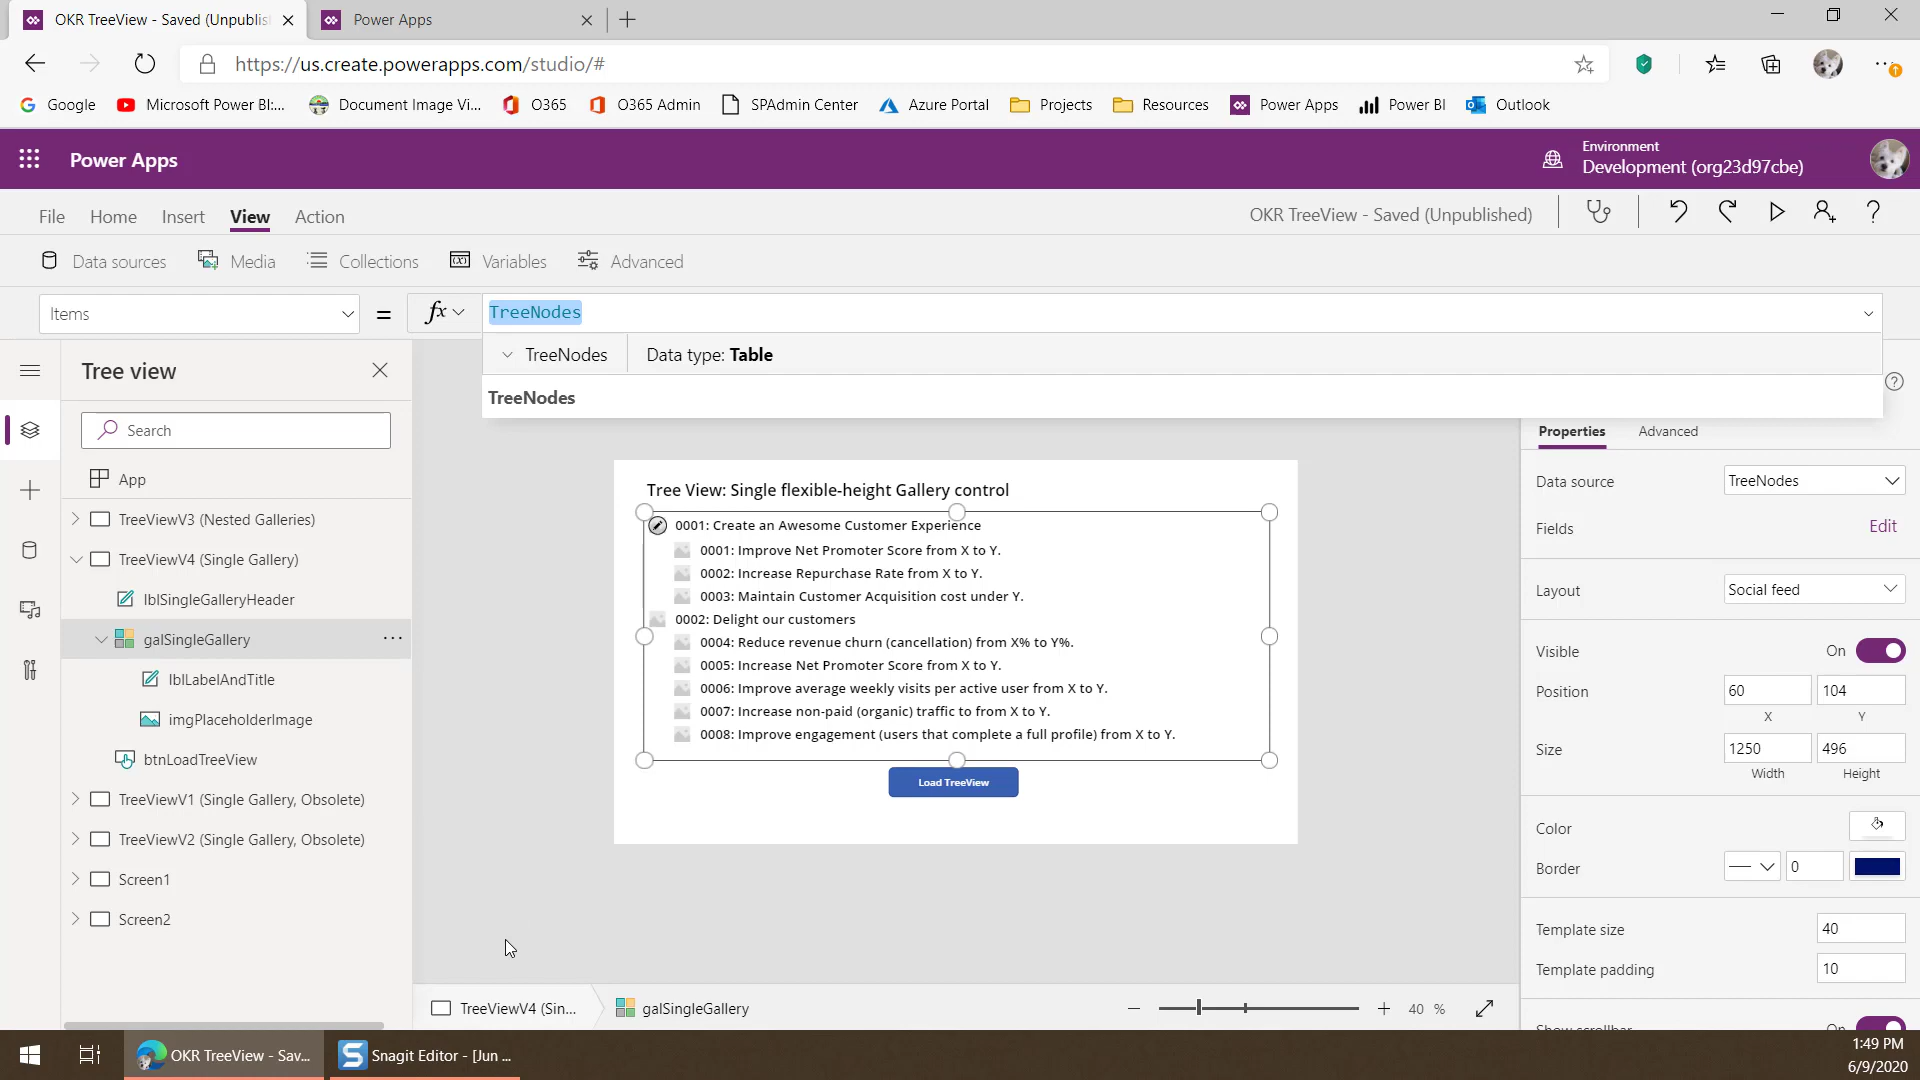 OKR TreeView - Saved (Unpublis
Power Apps
https://us.create.powerapps.com/studio/#
Google
Microsoft Power BI:...
Document Image Vi...
O365
O365 Admin
SPAdmin Center
Azure Portal
Projects
Resources
Power Apps
Power BI
Outlook
Power Apps
Environment
Development (org23d97cbe)
File
Home
Insert
View
Action
OKR TreeView - Saved (Unpublished)
Data sources
Media
Collections
Variables
Advanced
Items
=
fx
TreeNodes
TreeNodes
Data type: Table
TreeNodes
Tree view
Search
App
TreeViewV3 (Nested Galleries)
TreeViewV4 (Single Gallery)
lblSingleGalleryHeader
galSingleGallery
lblLabelAndTitle
imgPlaceholderImage
btnLoadTreeView
TreeViewV1 (Single Gallery, Obsolete)
TreeViewV2 (Single Gallery, Obsolete)
Screen1
Screen2
Tree View: Single flexible-height Gallery control
0001: Create an Awesome Customer Experience
0001: Improve Net Promoter Score from X to Y.
0002: Increase Repurchase Rate from X to Y.
0003: Maintain Customer Acquisition cost under Y.
0002: Delight our customers
0004: Reduce revenue churn (cancellation) from X% to Y%.
0005: Increase Net Promoter Score from X to Y.
0006: Improve average weekly visits per active user from X to Y.
0007: Increase non-paid (organic) traffic to from X to Y.
0008: Improve engagement (users that complete a full profile) from X to Y.
Load TreeView
Properties
Advanced
Data source
TreeNodes
Fields
Edit
Layout
Social feed
Visible
On
Position
60
104
X
Y
Size
1250
496
Width
Height
Color
Border
0
Template size
40
Template padding
10
Show scrollbar
On
TreeViewV4 (Sin...
galSingleGallery
40 %
OKR TreeView - Sav...
Snagit Editor - [Jun ...
1:49 PM
6/9/2020